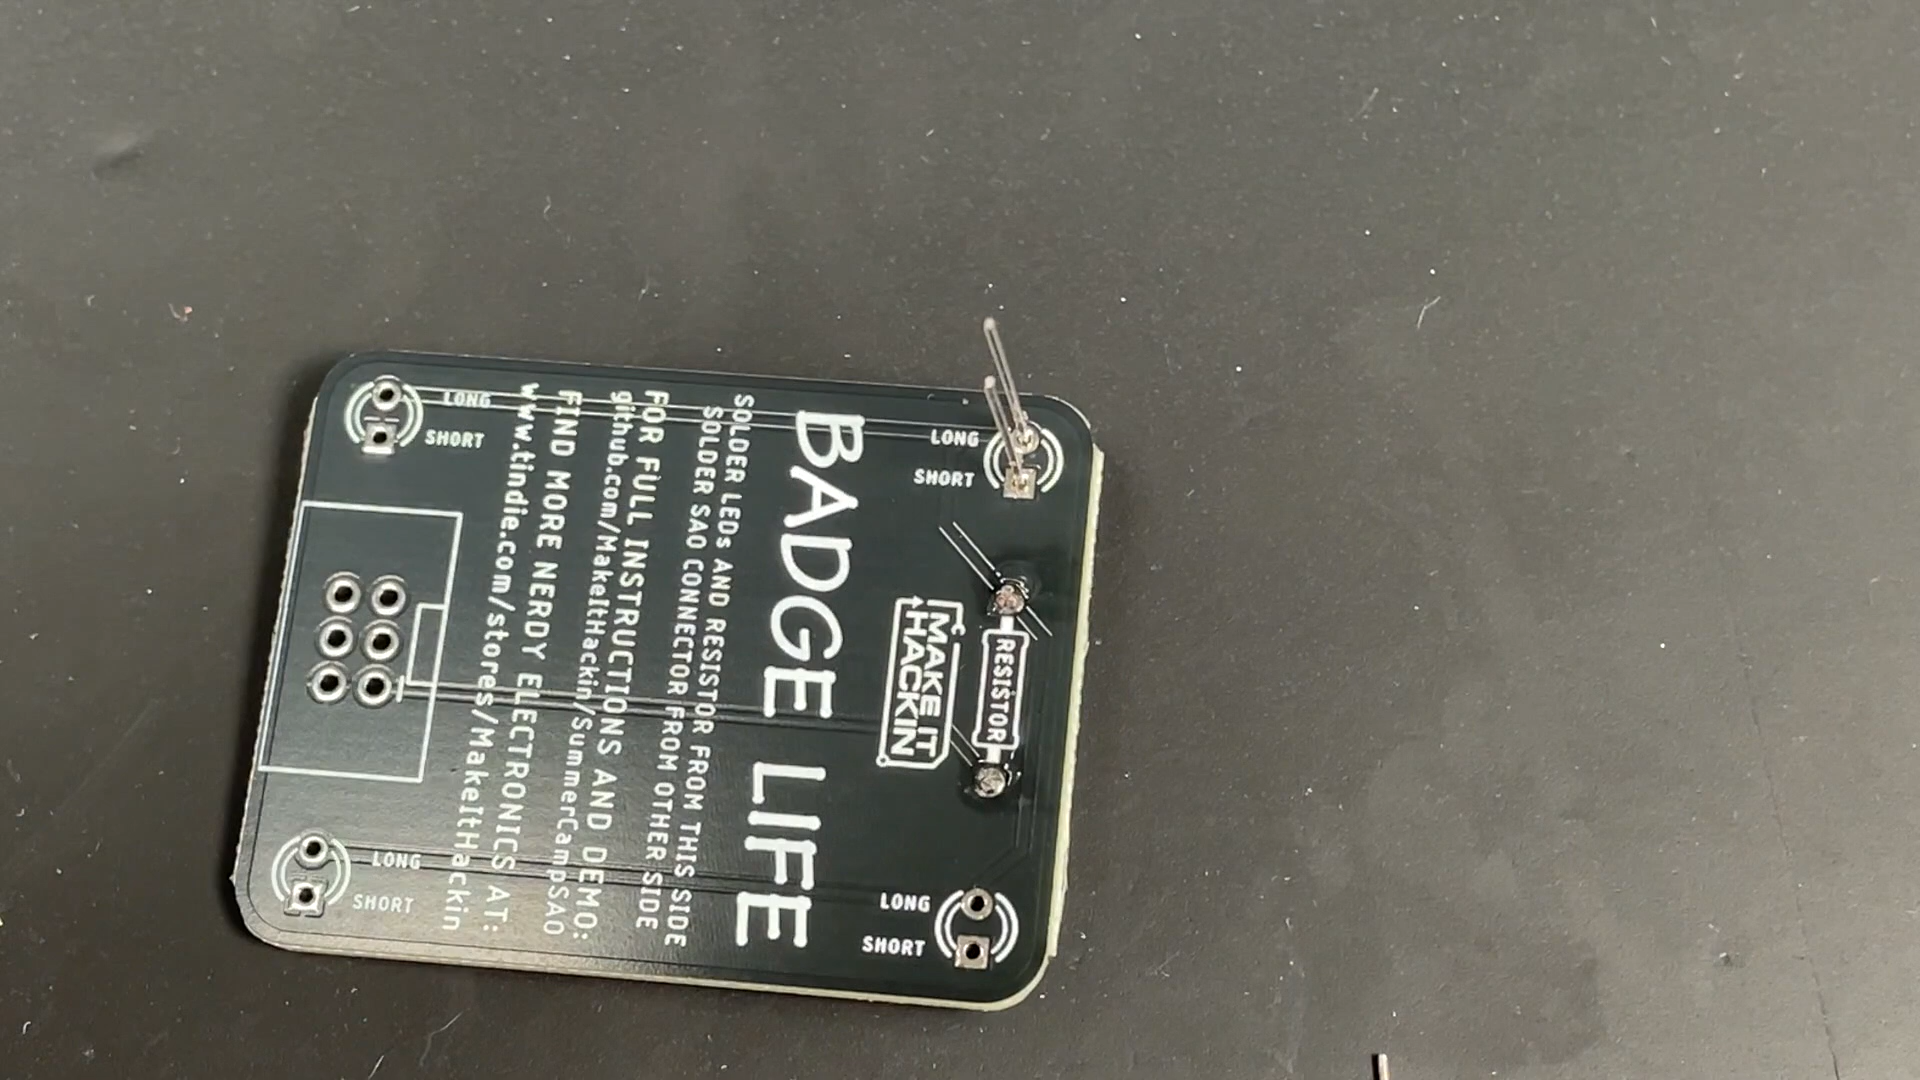 BADGE LIFE
SOLDER LEDs AND RESISTOR FROM THIS SIDE
SOLDER SAO CONNECTOR FROM OTHER SIDE
FOR FULL INSTRUCTIONS AND DEMO:
github.com/MakeItHackin/SummerCampSAO
FIND MORE NERDY ELECTRONICS AT:
www.tindie.com/stores/MakeItHackin
MAKE IT
HACKIN
RESISTOR
LONG
SHORT
LONG
SHORT
LONG
SHORT
LONG
SHORT